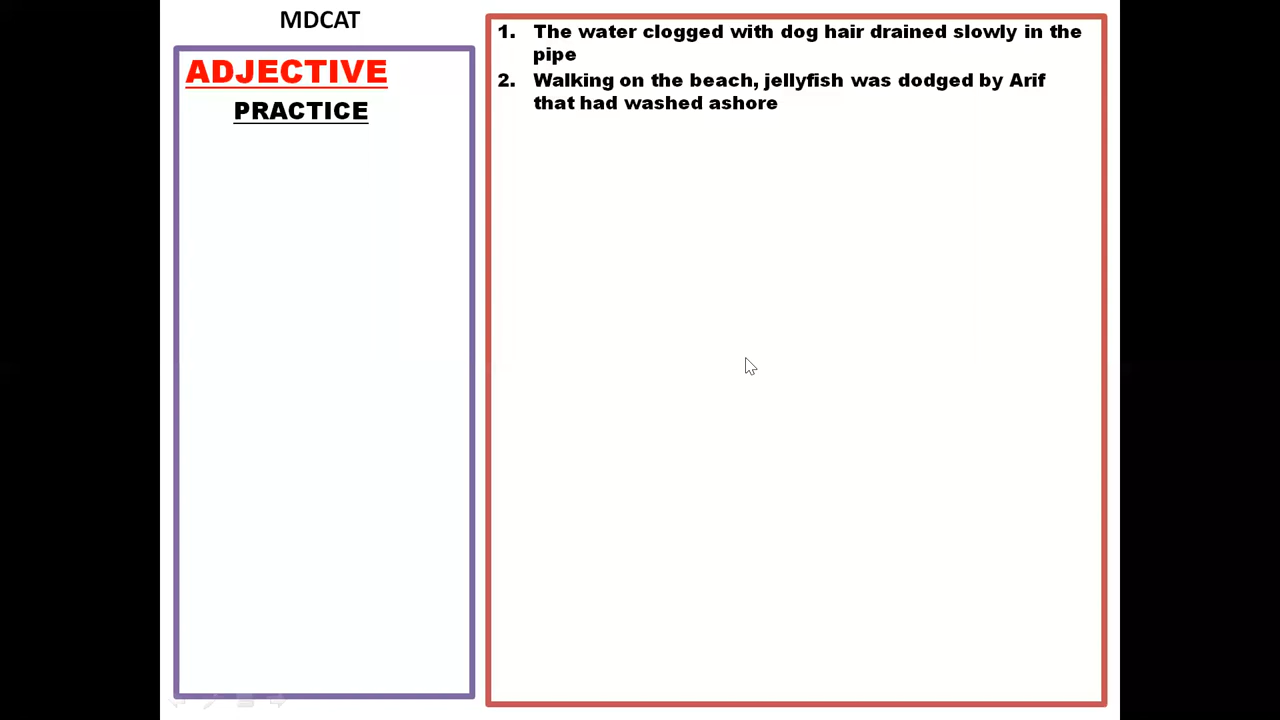 MDCAT
ADJECTIVE
PRACTICE
1. The water clogged with dog hair drained slowly in the
pipe
2. Walking on the beach, jellyfish was dodged by Arif
that had washed ashore